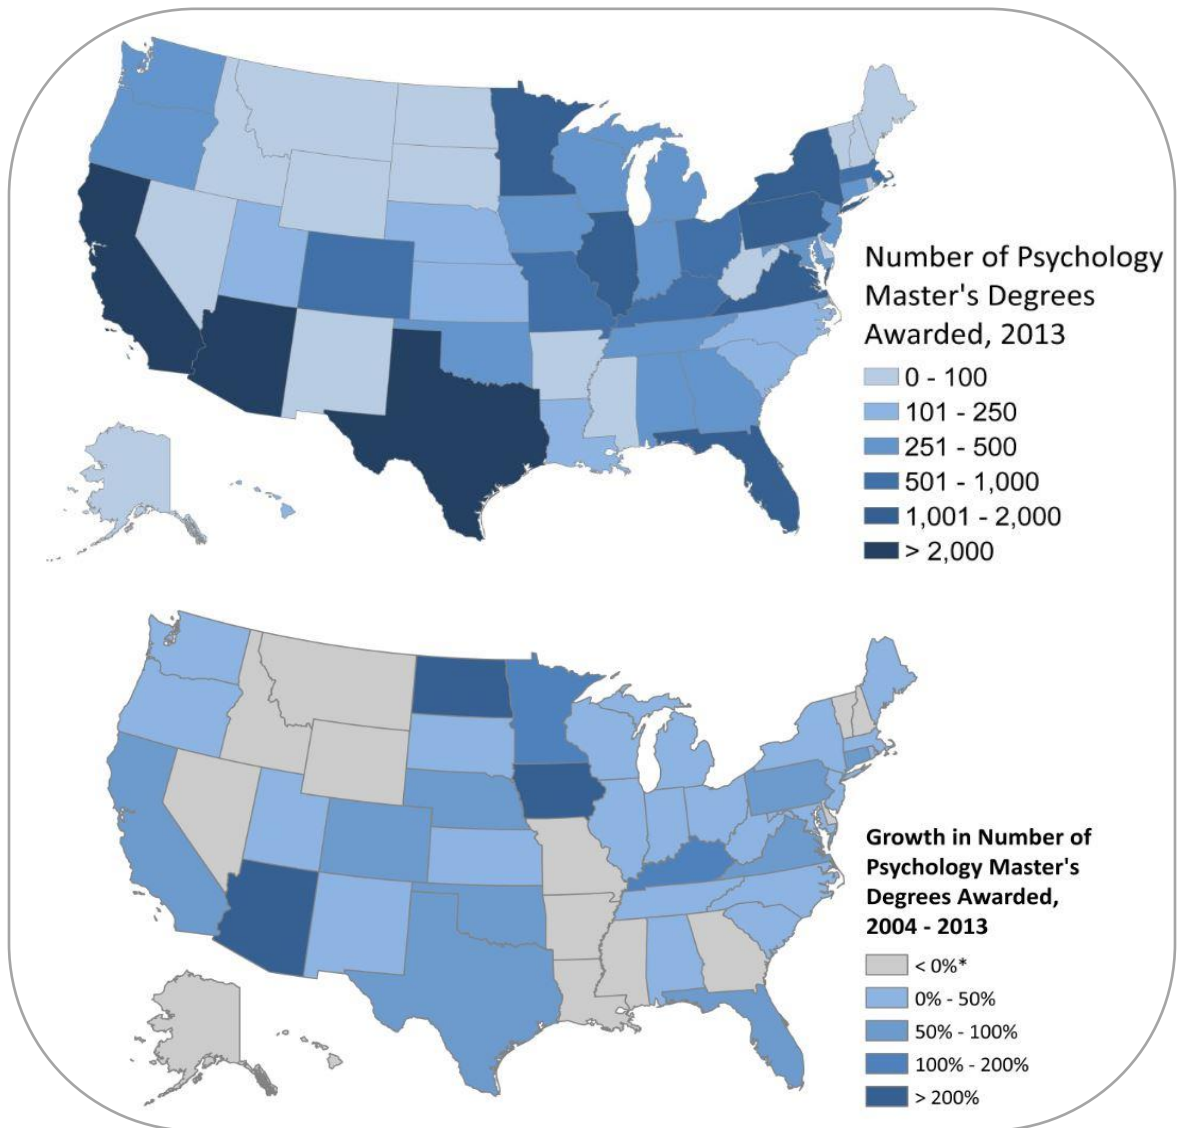 Number of Psychology
Master's Degrees
Awarded, 2013
0 - 100
101 - 250
251 - 500
501 - 1,000
1,001 - 2,000
> 2,000
Growth in Number of
Psychology Master's
Degrees Awarded,
2004 - 2013
< 0%*
0% - 50%
50% - 100%
100% - 200%
> 200%